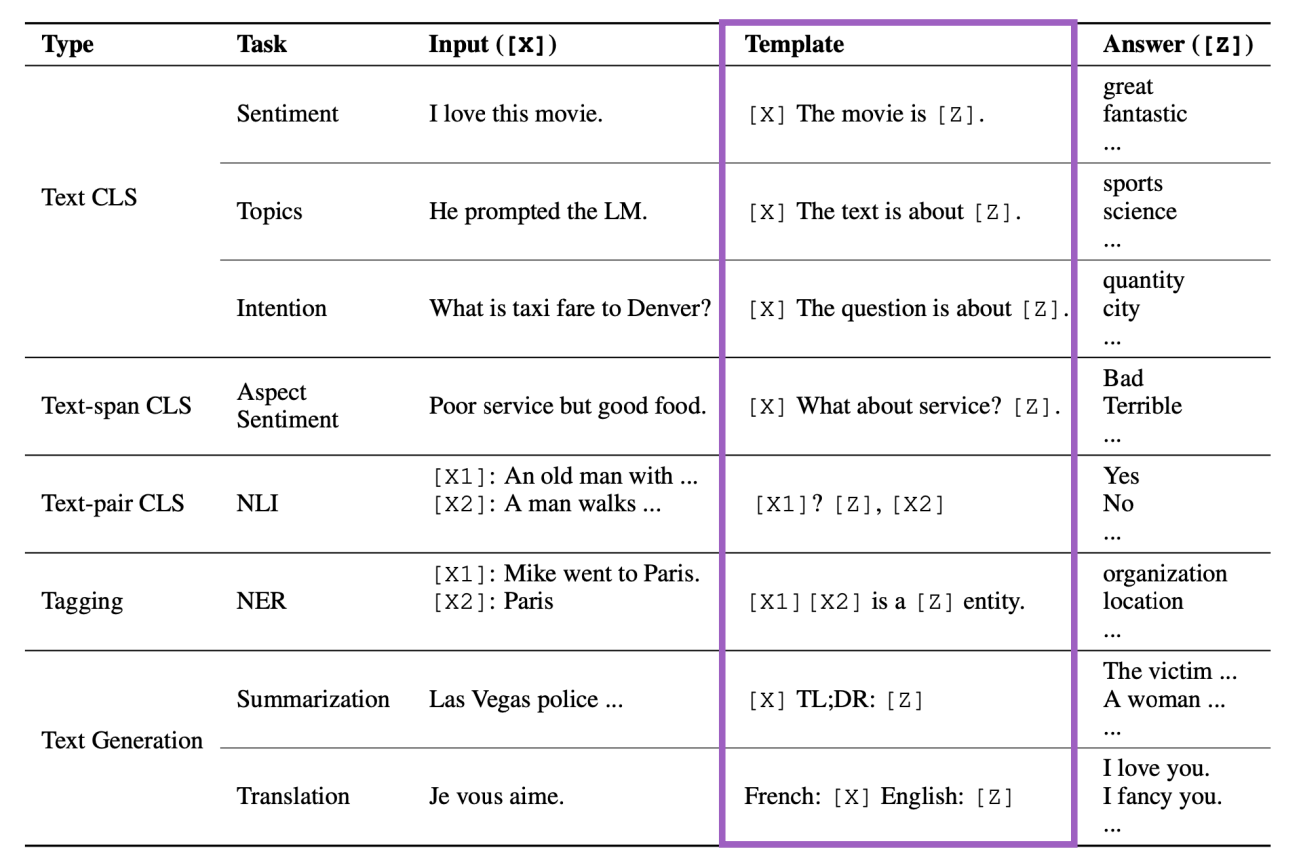 Type Task Input ([X]) Template Answer ([Z])
Text CLS
Sentiment I love this movie. [X] The movie is [Z]. great
fantastic
...
Topics He prompted the LM. [X] The text is about [Z]. sports
science
...
Intention What is taxi fare to Denver? [X] The question is about [Z]. quantity
city
...
Text-span CLS Aspect
Sentiment Poor service but good food. [X] What about service? [Z]. Bad
Terrible
...
Text-pair CLS NLI [X1]: An old man with ...
[X2]: A man walks ... [X1]? [Z], [X2] Yes
No
...
Tagging NER [X1]: Mike went to Paris.
[X2]: Paris [X1][X2] is a [Z] entity. organization
location
...
Text Generation
Summarization Las Vegas police ... [X] TL;DR: [Z] The victim ...
A woman ...
...
Translation Je vous aime. French: [X] English: [Z] I love you.
I fancy you.
...